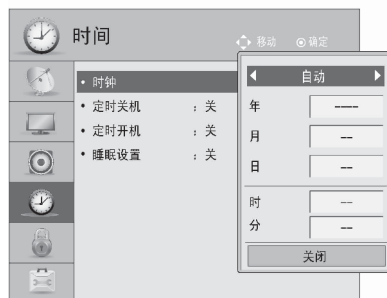 时间
移动 确定
• 时钟
• 定时关机 : 关
• 定时开机 : 关
• 睡眠设置 : 关
自动
年 ----
月 --
日 --
时 --
分 --
关闭